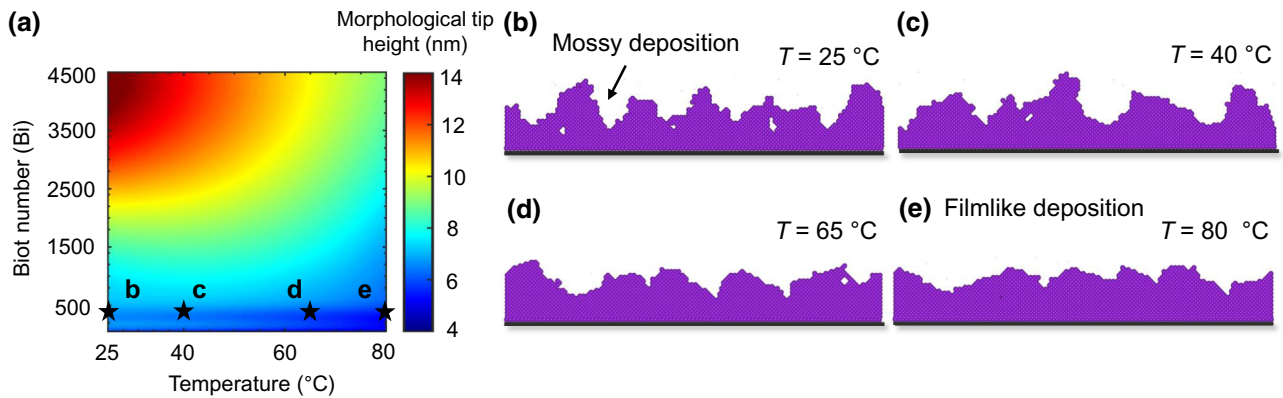 (a)
Morphological tip
height (nm)
Biot number (Bi)
4500
3500
2500
1500
500
b
c
d
e
25
40
60
80
Temperature (°C)
14
12
10
8
6
4
(b)
Mossy deposition
T = 25 °C
(c)
T = 40 °C
(d)
T = 65 °C
(e) Filmlike deposition
T = 80 °C